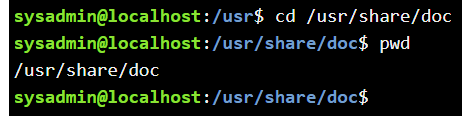 sysadmin@localhost:/usr$ cd /usr/share/doc
sysadmin@localhost:/usr/share/doc$ pwd
/usr/share/doc
sysadmin@localhost:/usr/share/doc$